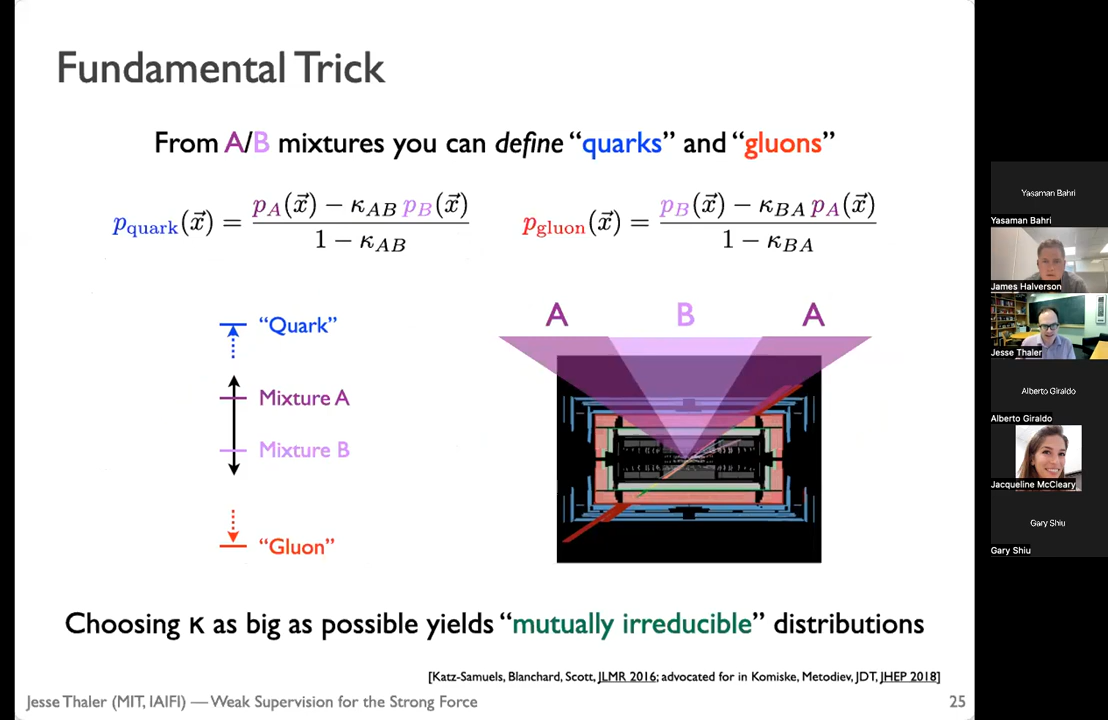 Fundamental Trick
From A/B mixtures you can define “quarks” and “gluons”
p_quark(x⃗) = (p_A(x⃗) − κ_AB p_B(x⃗)) / (1 − κ_AB)
p_gluon(x⃗) = (p_B(x⃗) − κ_BA p_A(x⃗)) / (1 − κ_BA)
“Quark”
Mixture A
Mixture B
“Gluon”
A B A
Choosing κ as big as possible yields “mutually irreducible” distributions
[Katz-Samuels, Blanchard, Scott, JLMR 2016; advocated for in Komiske, Metodiev, JDT, JHEP 2018]
Jesse Thaler (MIT, IAIFI) — Weak Supervision for the Strong Force
25
Yasaman Bahri
Yasaman Bahri
James Halverson
Jesse Thaler
Alberto Giraldo
Alberto Giraldo
Jacqueline McCleary
Gary Shiu
Gary Shiu